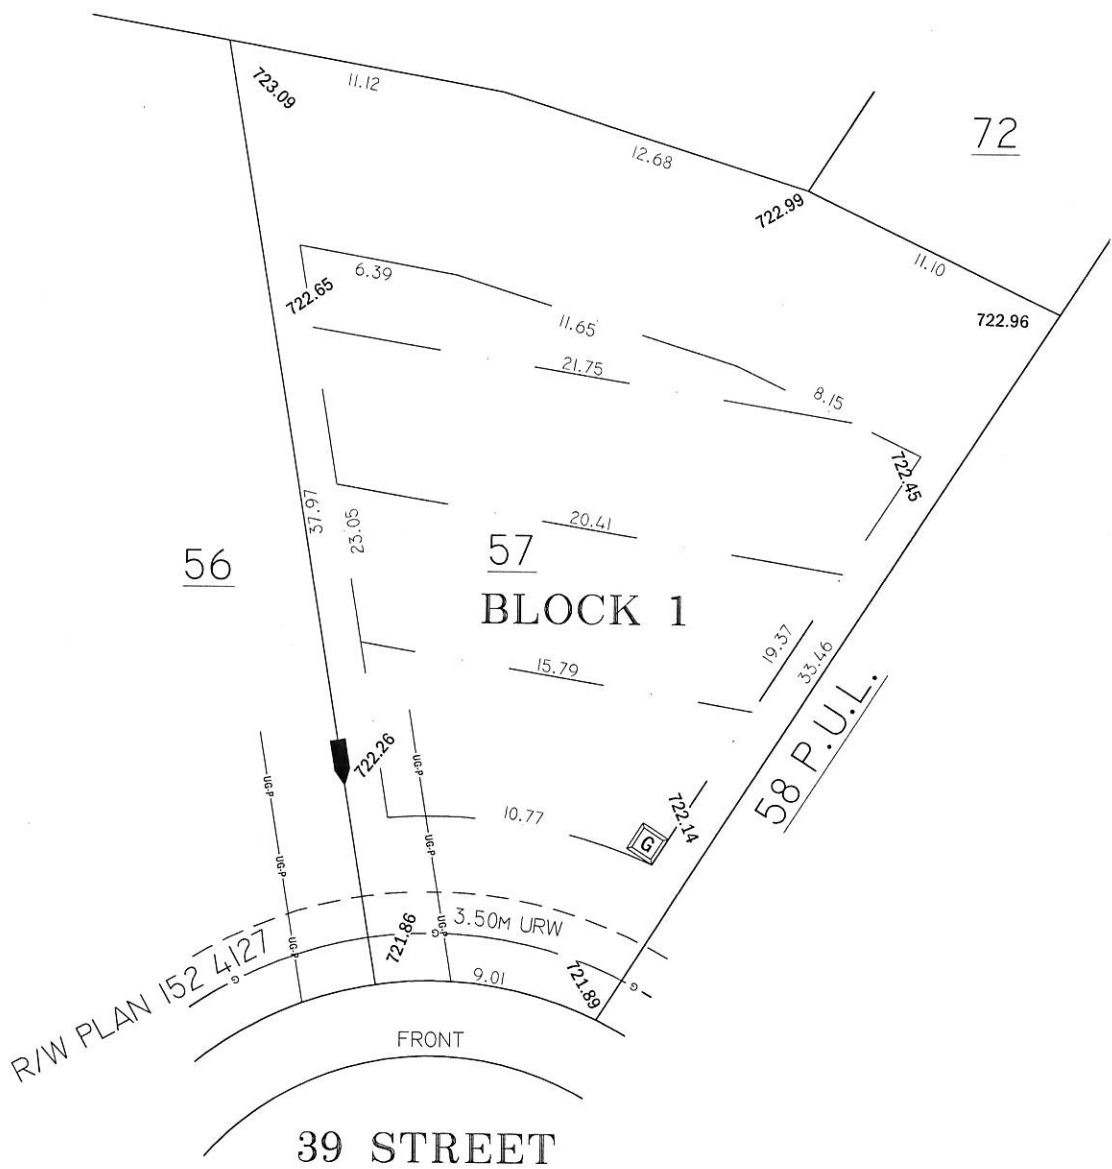 723.09
11.12
12.68
72
722.99
11.10
722.96
6.39
722.65
11.65
21.75
8.15
722.45
37.97
23.05
20.41
56
57
BLOCK 1
19.37
33.46
15.79
58 P.U.L.
722.26
UG-P
UG-P
722.14
10.77
G
UG-P
UG-P
R/W PLAN 152 4127
721.86
UG-P
UG-P
3.50M URW
G
G
9.01
721.89
G
FRONT
39 STREET